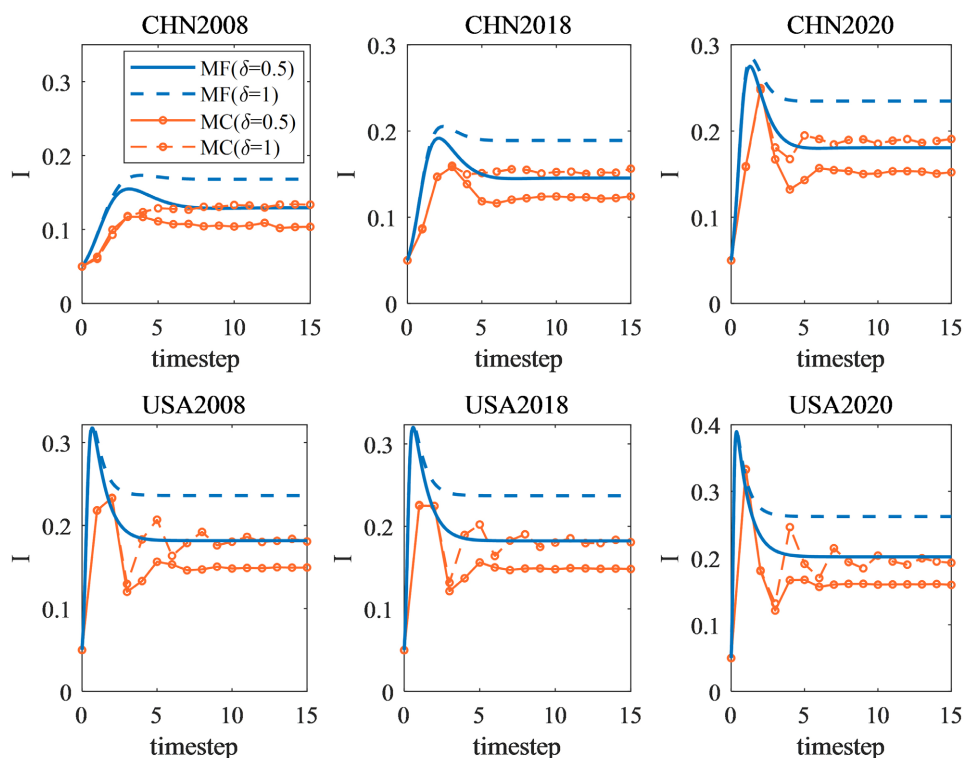 CHN2008
CHN2018
CHN2020
MF(δ=0.5)
MF(δ=1)
MC(δ=0.5)
MC(δ=1)
I
0.3
0.2
0.1
0
0 5 10 15
timestep
I
0.3
0.2
0.1
0
0 5 10 15
timestep
I
0.3
0.2
0.1
0
0 5 10 15
timestep
USA2008
USA2018
USA2020
I
0.3
0.2
0.1
0
0 5 10 15
timestep
I
0.3
0.2
0.1
0
0 5 10 15
timestep
I
0.4
0.3
0.2
0.1
0
0 5 10 15
timestep